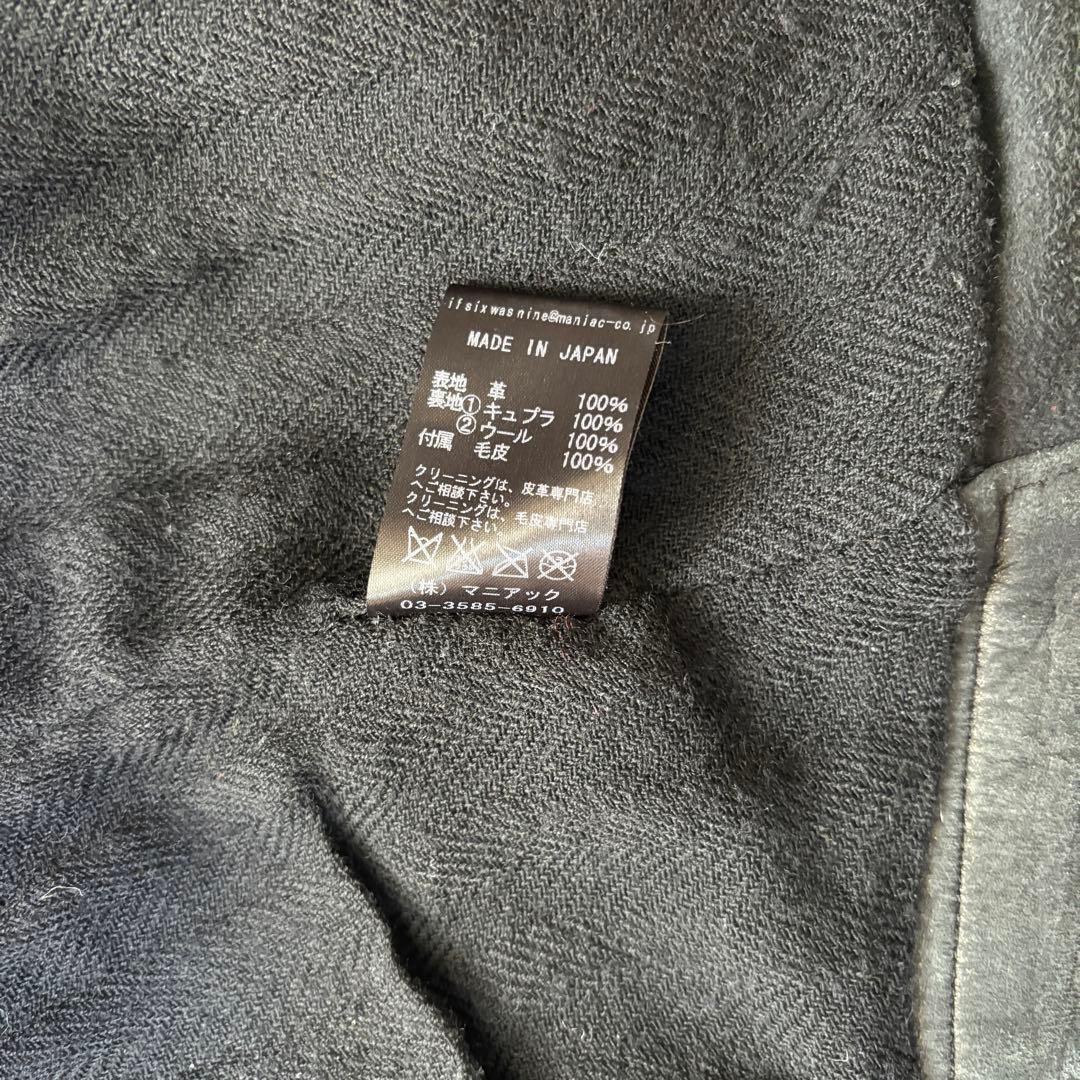 ifsixwasnine@maniac-co.jp
MADE IN JAPAN
表地 革 100%
裏地①キュプラ 100%
②ウール 100%
付属 毛皮 100%
クリーニングは、皮革専門店
へご相談下さい。
クリーニングは、毛皮専門店
へご相談下さい。
(株) マニアック
03-3585-6910